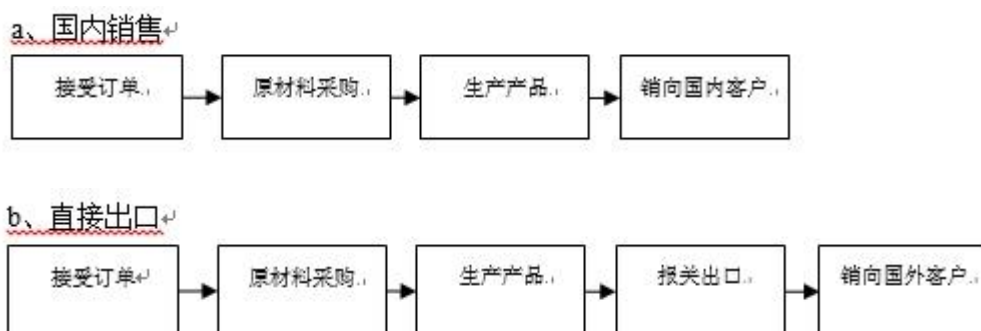 a、国内销售
接受订单 原材料采购 生产产品 销向国内客户
b、直接出口
接受订单 原材料采购 生产产品 报关出口 销向国外客户